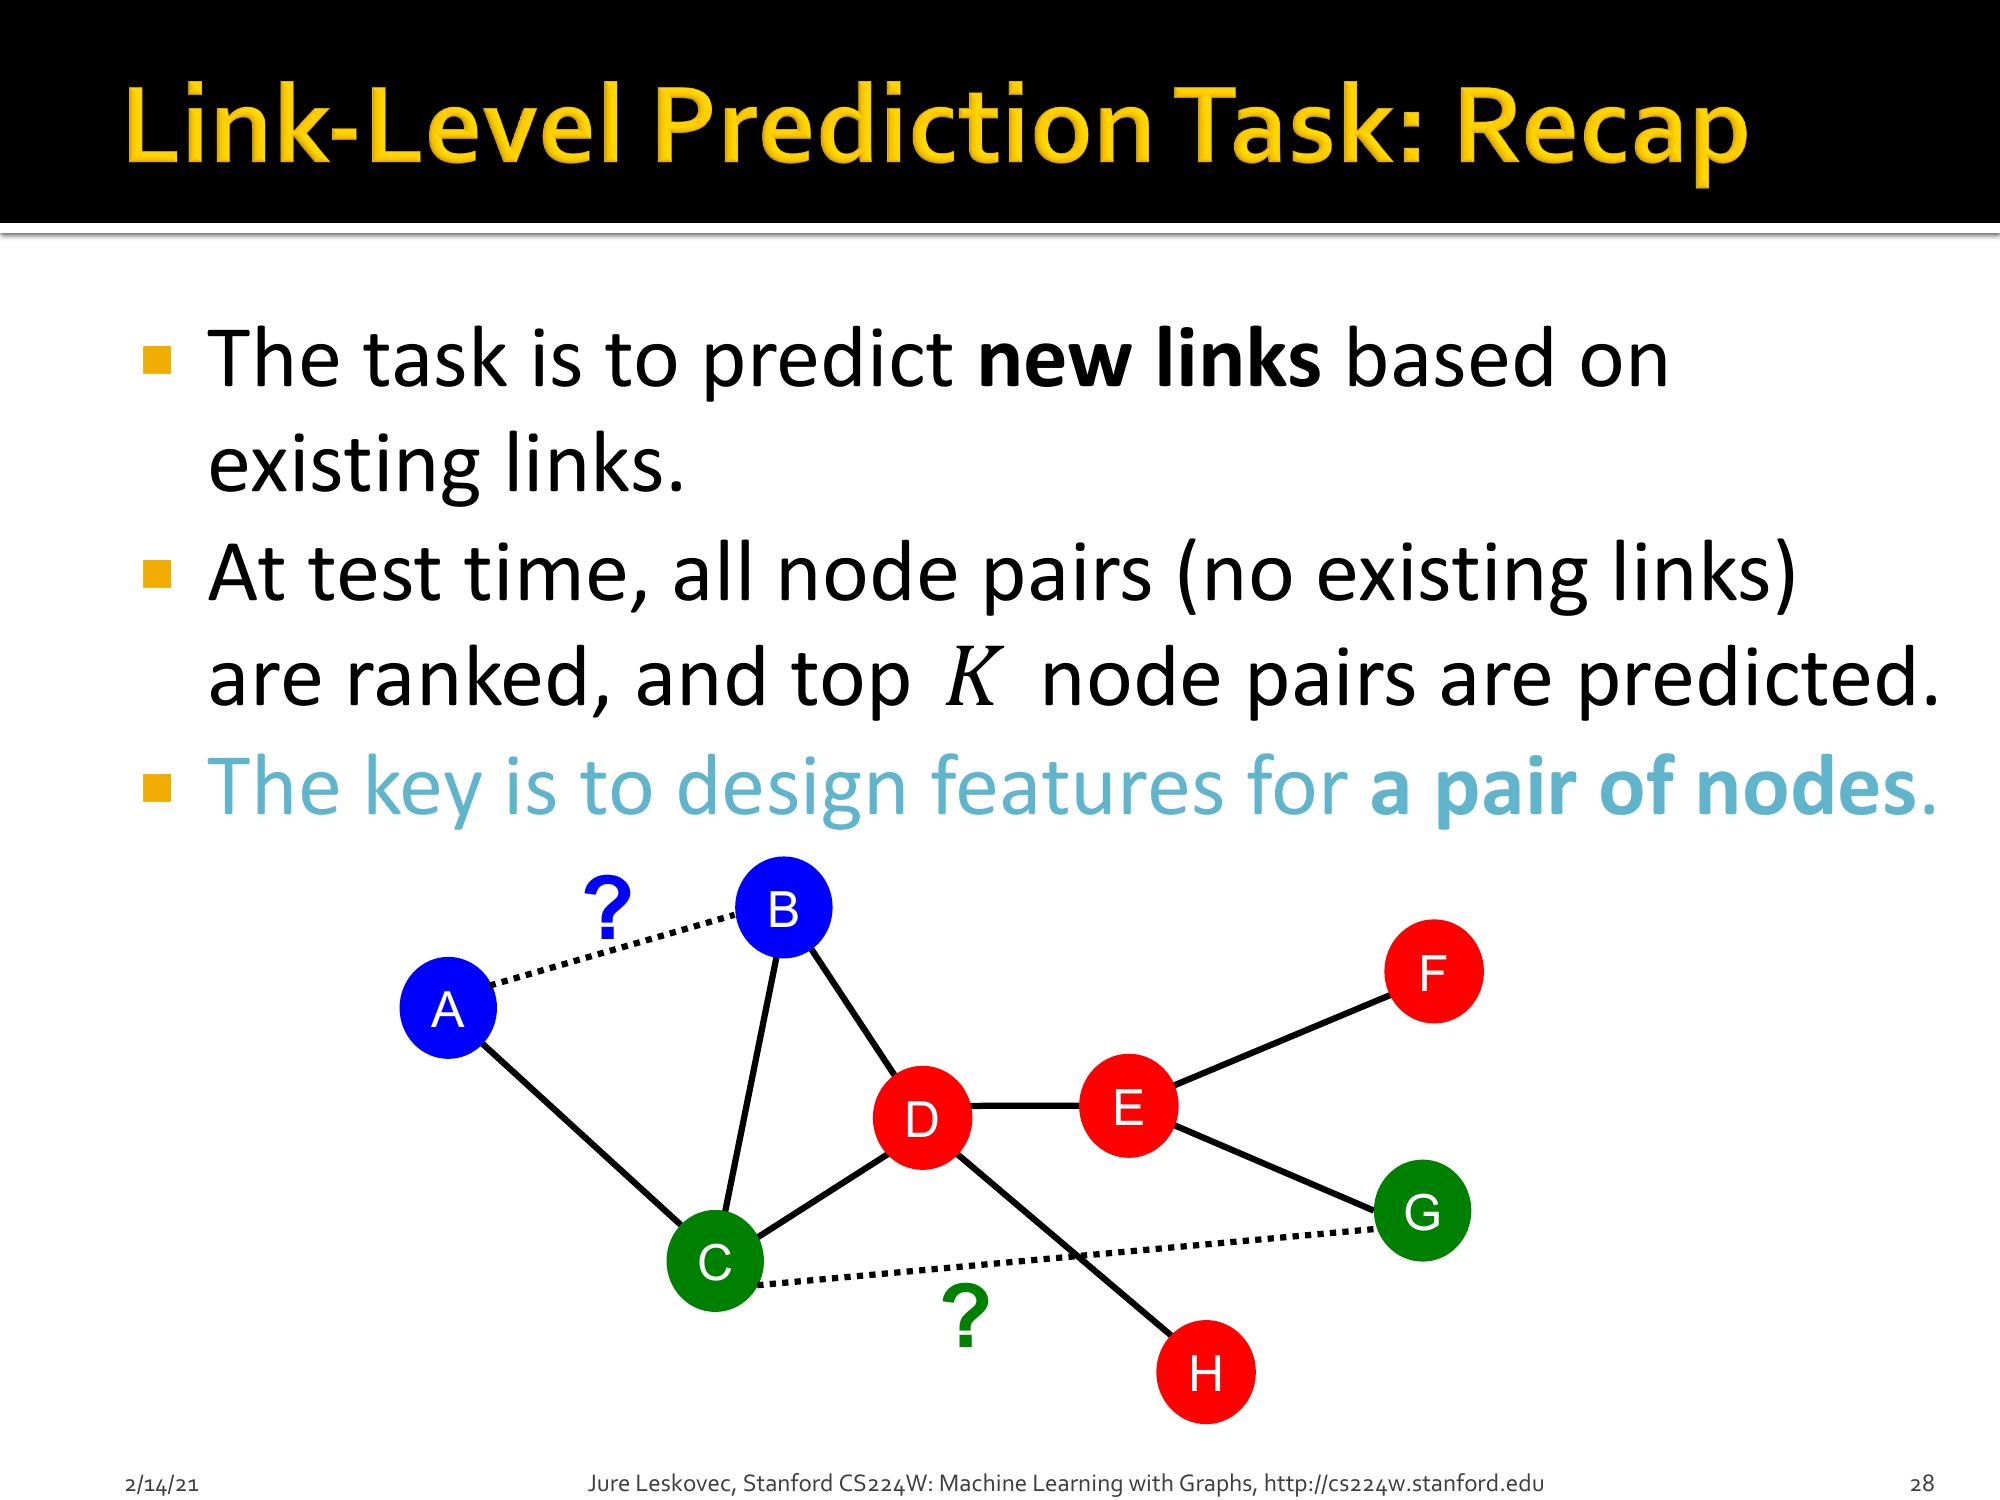 Link-Level Prediction Task: Recap
The task is to predict new links based on
existing links.
At test time, all node pairs (no existing links)
are ranked, and top K node pairs are predicted.
The key is to design features for a pair of nodes.
?
B
F
A
E
D
G
C
?
H
2/14/21
Jure Leskovec, Stanford CS224W: Machine Learning with Graphs, http://cs224w.stanford.edu
28